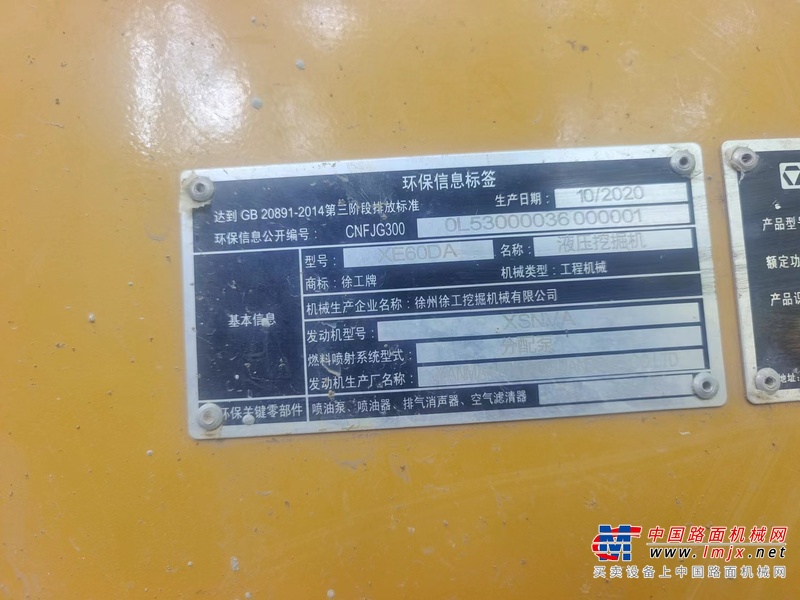 环保信息标签
达到 GB 20891-2014第三阶段排放标准 生产日期: 10/2020
环保信息公开编号: CNFJG300 0L53000036 000001
基本信息
型号: XE60DA 名称: 液压挖掘机
商标: 徐工牌 机械类型: 工程机械
机械生产企业名称: 徐州徐工挖掘机械有限公司
发动机型号:
燃料喷射系统型式: 分配泵
发动机生产厂名称:
环保关键零部件 喷油泵、喷油器、排气消声器、空气滤清器
产品型号
额定功
产品
地址:
中国路面机械网
www.lmjx.net
买卖设备上中国路面机械网